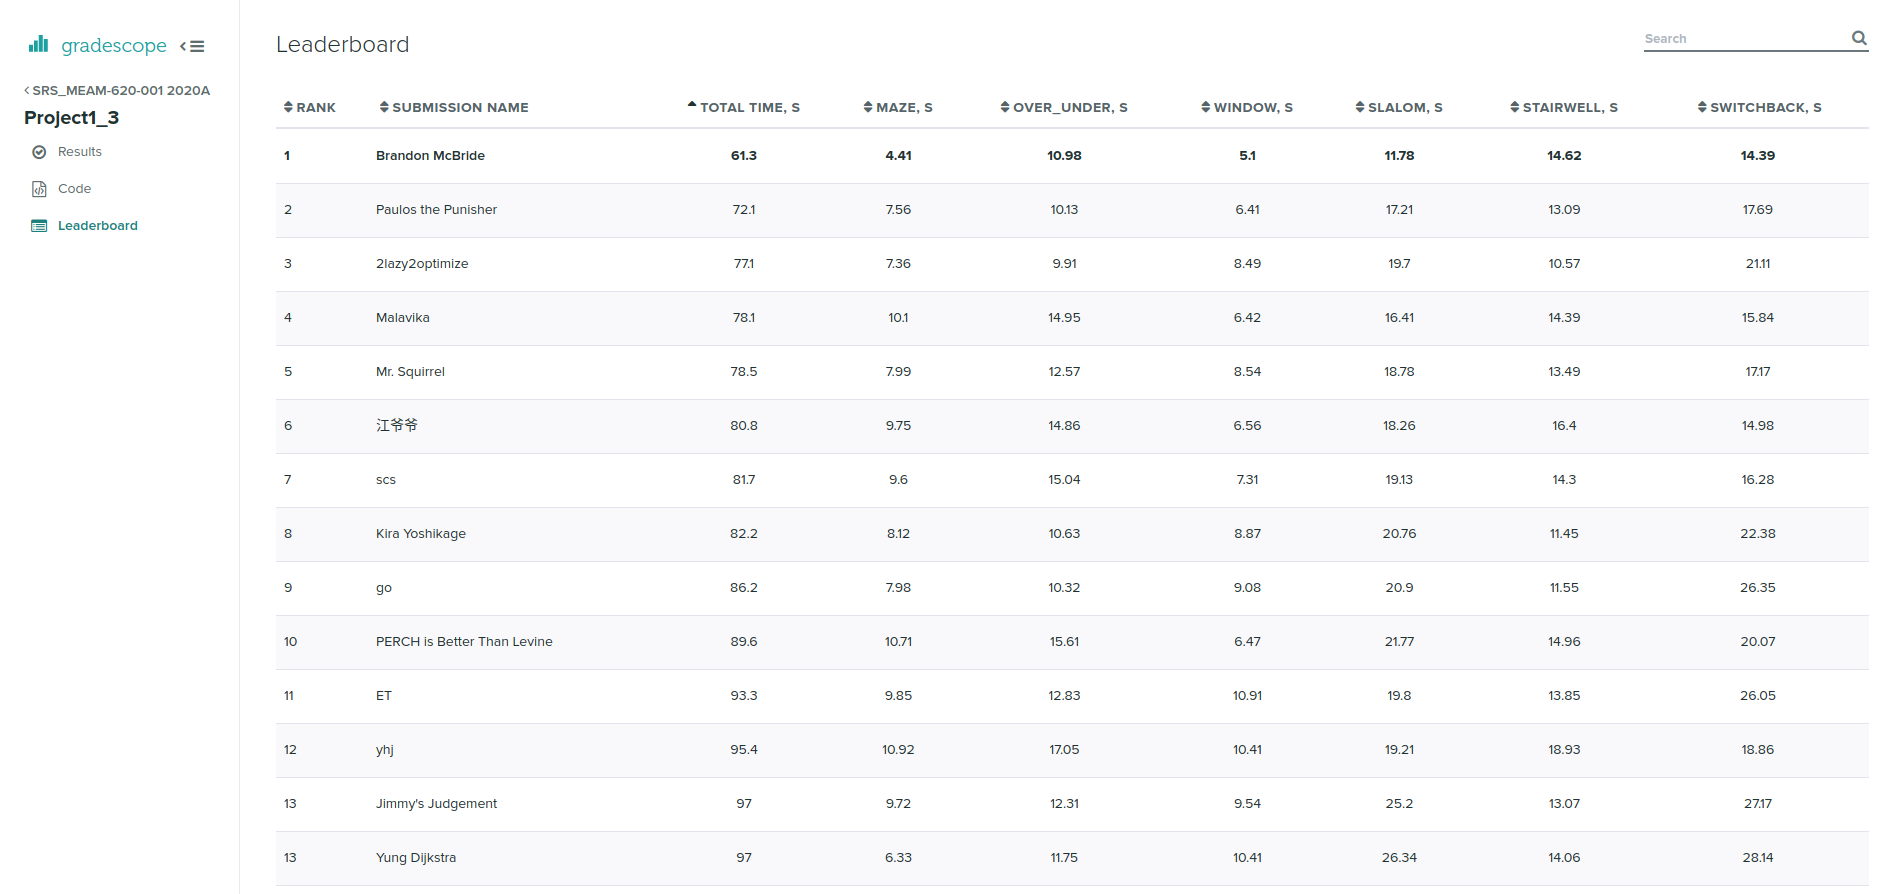 gradescope
SRS_MEAM-620-001 2020A
Project1_3
Results
Code
Leaderboard
Leaderboard
Search
RANK SUBMISSION NAME TOTAL TIME, S MAZE, S OVER_UNDER, S WINDOW, S SLALOM, S STAIRWELL, S SWITCHBACK, S
1 Brandon McBride 61.3 4.41 10.98 5.1 11.78 14.62 14.39
2 Paulos the Punisher 72.1 7.56 10.13 6.41 17.21 13.09 17.69
3 2lazy2optimize 77.1 7.36 9.91 8.49 19.7 10.57 21.11
4 Malavika 78.1 10.1 14.95 6.42 16.41 14.39 15.84
5 Mr. Squirrel 78.5 7.99 12.57 8.54 18.78 13.49 17.17
6 江爷爷 80.8 9.75 14.86 6.56 18.26 16.4 14.98
7 scs 81.7 9.6 15.04 7.31 19.13 14.3 16.28
8 Kira Yoshikage 82.2 8.12 10.63 8.87 20.76 11.45 22.38
9 go 86.2 7.98 10.32 9.08 20.9 11.55 26.35
10 PERCH is Better Than Levine 89.6 10.71 15.61 6.47 21.77 14.96 20.07
11 ET 93.3 9.85 12.83 10.91 19.8 13.85 26.05
12 yhj 95.4 10.92 17.05 10.41 19.21 18.93 18.86
13 Jimmy's Judgement 97 9.72 12.31 9.54 25.2 13.07 27.17
13 Yung Dijkstra 97 6.33 11.75 10.41 26.34 14.06 28.14